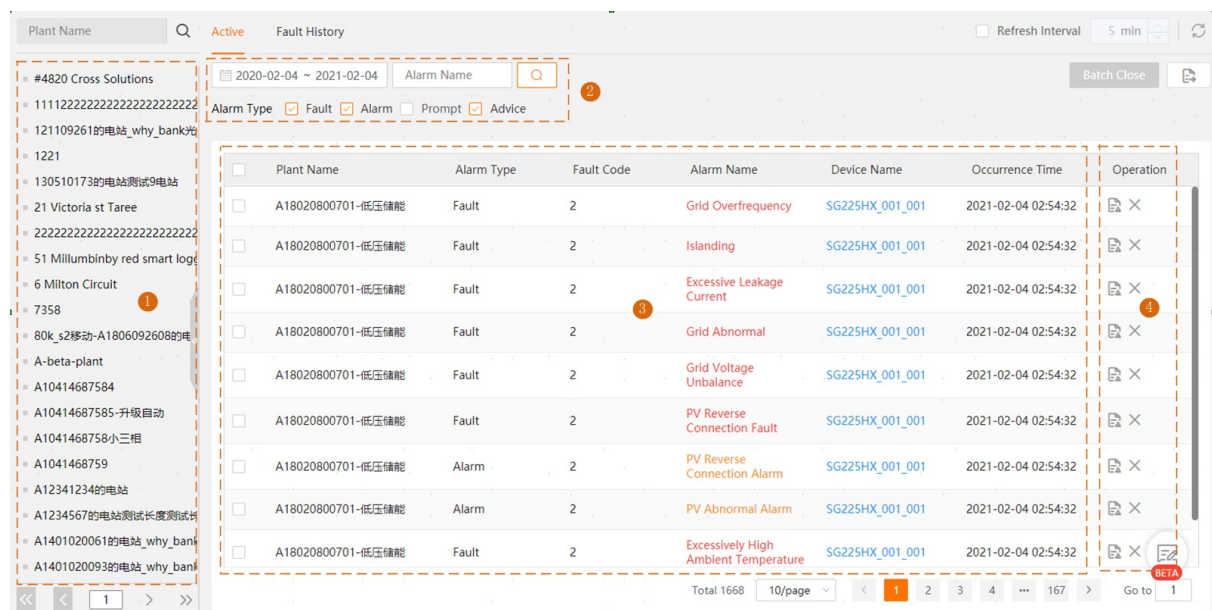 Plant Name
Active Fault History
Refresh Interval 5 min
#4820 Cross Solutions
1111222222222222222222222
121109261的电站_why_bank光
1221
130510173的电站测试9电站
21 Victoria st Taree
2222222222222222222222222
51 Millumbinby red smart logg
6 Milton Circuit
7358
80k_s2移动-A1806092608的电
A-beta-plant
A10414687584
A10414687585-升级自动
A1041468758小三相
A1041468759
A12341234的电站
A1234567的电站测试长度测试长
A1401020061的电站_why_bank
A1401020093的电站_why_bank
1
1
2020-02-04 ~ 2021-02-04 Alarm Name
Alarm Type Fault Alarm Prompt Advice
2
Batch Close
Plant Name Alarm Type Fault Code Alarm Name Device Name Occurrence Time Operation
A18020800701-低压储能 Fault 2 Grid Overfrequency SG225HX_001_001 2021-02-04 02:54:32
A18020800701-低压储能 Fault 2 Islanding SG225HX_001_001 2021-02-04 02:54:32
A18020800701-低压储能 Fault 2 Excessive Leakage Current SG225HX_001_001 2021-02-04 02:54:32
3
4
A18020800701-低压储能 Fault 2 Grid Abnormal SG225HX_001_001 2021-02-04 02:54:32
A18020800701-低压储能 Fault 2 Grid Voltage Unbalance SG225HX_001_001 2021-02-04 02:54:32
A18020800701-低压储能 Fault 2 PV Reverse Connection Fault SG225HX_001_001 2021-02-04 02:54:32
A18020800701-低压储能 Alarm 2 PV Reverse Connection Alarm SG225HX_001_001 2021-02-04 02:54:32
A18020800701-低压储能 Alarm 2 PV Abnormal Alarm SG225HX_001_001 2021-02-04 02:54:32
A18020800701-低压储能 Fault 2 Excessively High Ambient Temperature SG225HX_001_001 2021-02-04 02:54:32
BETA
Total 1668 10/page 1 2 3 4 ··· 167 Go to 1